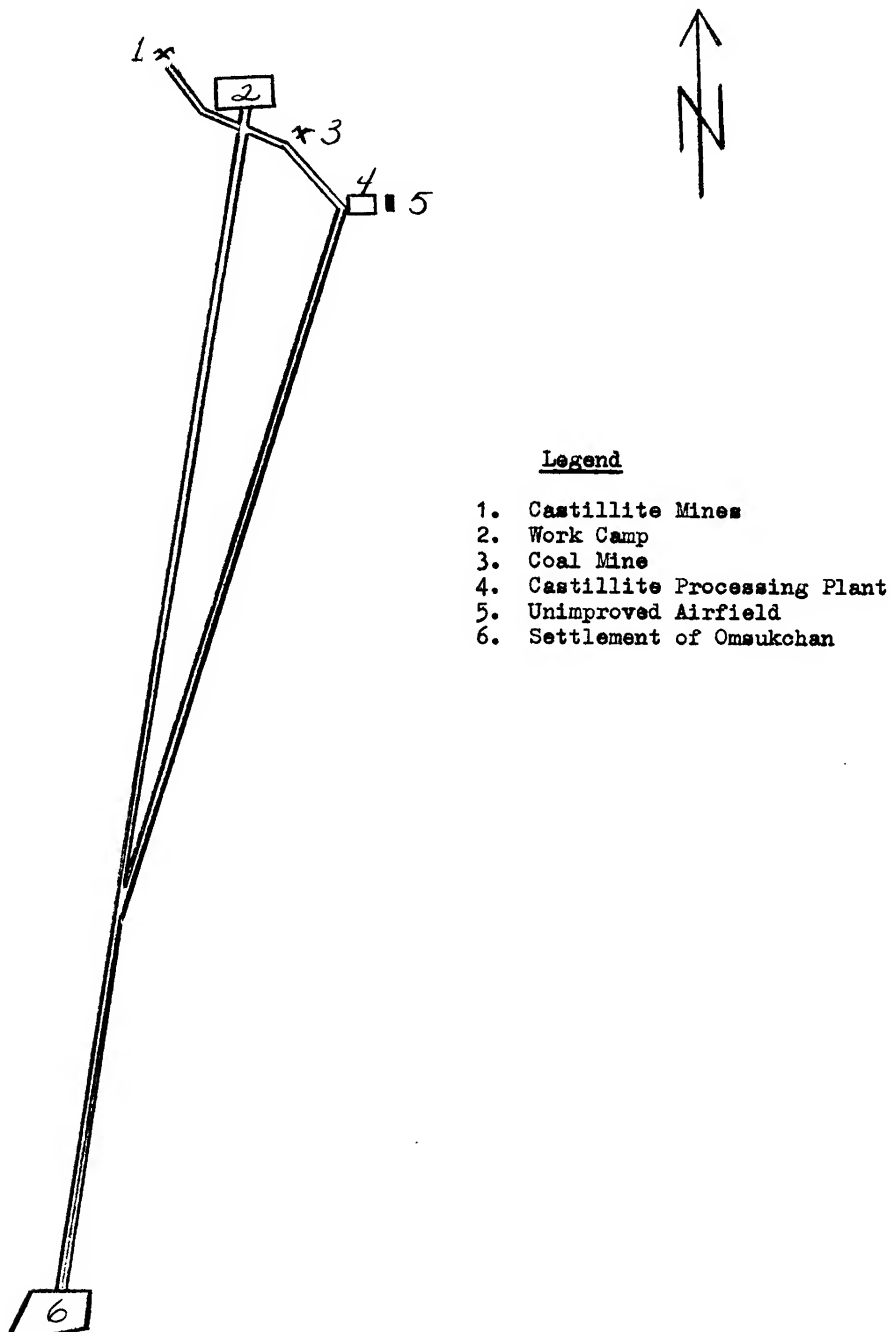 1
2
N
3
4
5
Legend
1. Castillite Mines
2. Work Camp
3. Coal Mine
4. Castillite Processing Plant
5. Unimproved Airfield
6. Settlement of Omsukchan
6